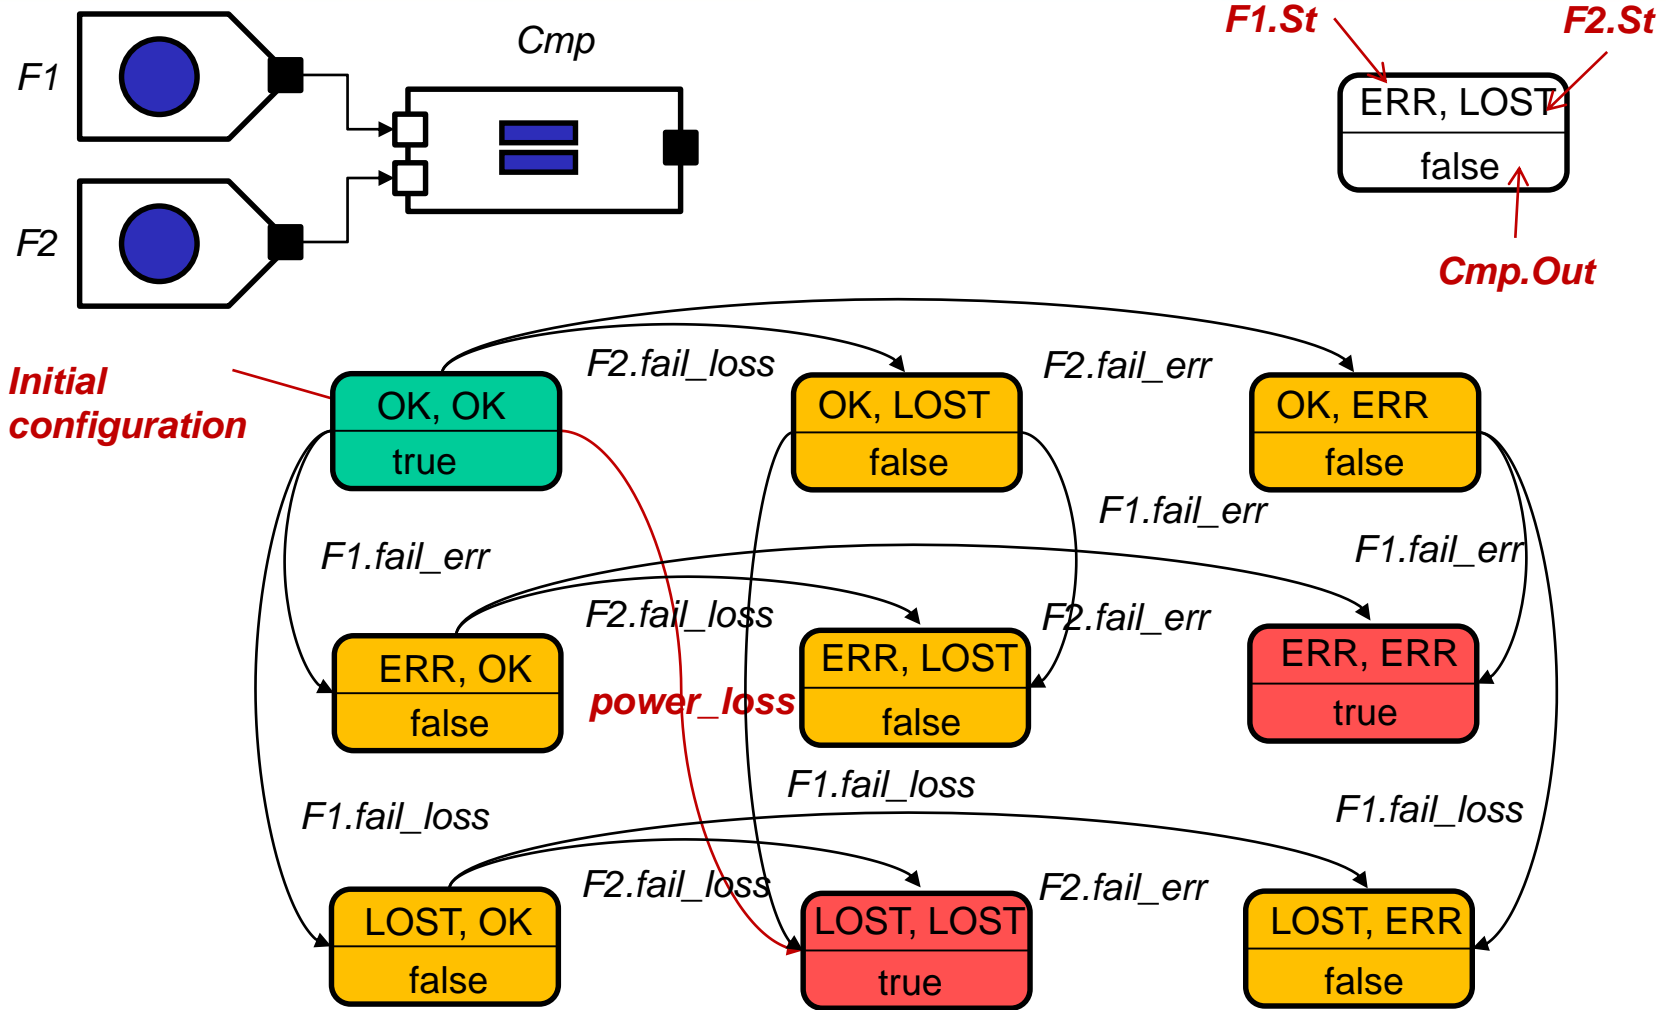 F1.St
F2.St
Cmp
F1
ERR, LOST
false
F2
Cmp.Out
Initial
configuration
F2.fail_loss
F2.fail_err
OK, OK
true
OK, LOST
false
OK, ERR
false
F1.fail_err
F1.fail_err
F1.fail_err
F2.fail_loss
F2.fail_err
ERR, OK
false
power_loss
ERR, LOST
false
ERR, ERR
true
F1.fail_loss
F1.fail_loss
F1.fail_loss
F2.fail_loss
F2.fail_err
LOST, OK
false
LOST, LOST
true
LOST, ERR
false